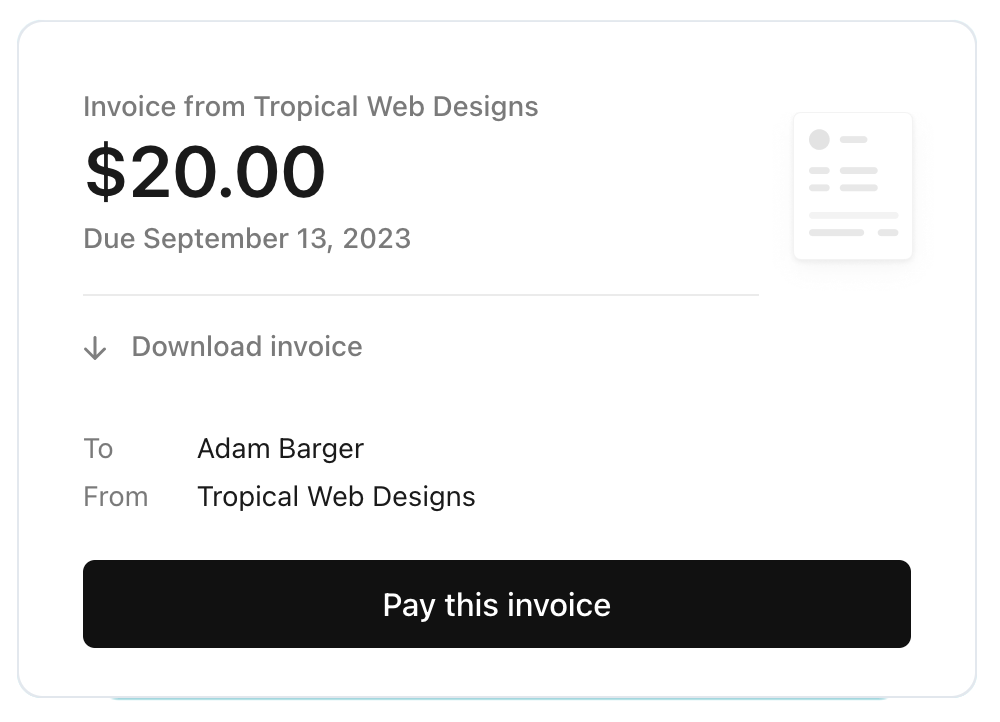 Invoice from Tropical Web Designs
$20.00
Due September 13, 2023
Download invoice
To Adam Barger
From Tropical Web Designs
Pay this invoice